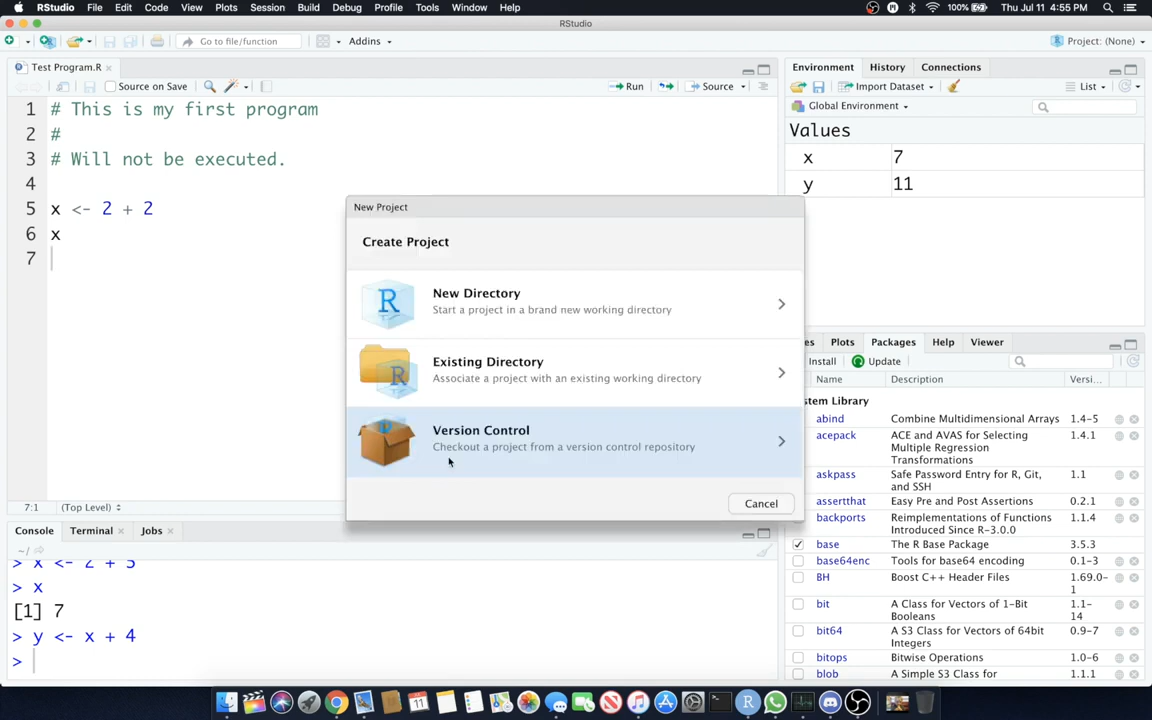 RStudio File Edit Code View Plots Session Build Debug Profile Tools Window Help 100% Thu Jul 11 4:55 PM
RStudio
Go to file/function Addins Project: (None)
Test Program.R
Source on Save Run Source
1 # This is my first program
2 #
3 # Will not be executed.
4
5 x <- 2 + 2
6 x
7
7:1 (Top Level)
Console Terminal Jobs
~/
> x <- 2 + 5
> x
[1] 7
> y <- x + 4
>
New Project
Create Project
New Directory
Start a project in a brand new working directory
Existing Directory
Associate a project with an existing working directory
Version Control
Checkout a project from a version control repository
Cancel
Environment History Connections
Import Dataset List
Global Environment
Values
x 7
y 11
es Plots Packages Help Viewer
Install Update
Name Description Versi...
stem Library
abind Combine Multidimensional Arrays 1.4-5
acepack ACE and AVAS for Selecting 1.4.1
Multiple Regression
Transformations
askpass Safe Password Entry for R, Git, 1.1
and SSH
assertthat Easy Pre and Post Assertions 0.2.1
backports Reimplementations of Functions 1.1.4
Introduced Since R-3.0.0
base The R Base Package 3.5.3
base64enc Tools for base64 encoding 0.1-3
BH Boost C++ Header Files 1.69.0-
1
bit A Class for Vectors of 1-Bit 1.1-
Booleans 14
bit64 A S3 Class for Vectors of 64bit 0.9-7
Integers
bitops Bitwise Operations 1.0-6
blob A Simple S3 Class for 1.1.1
11